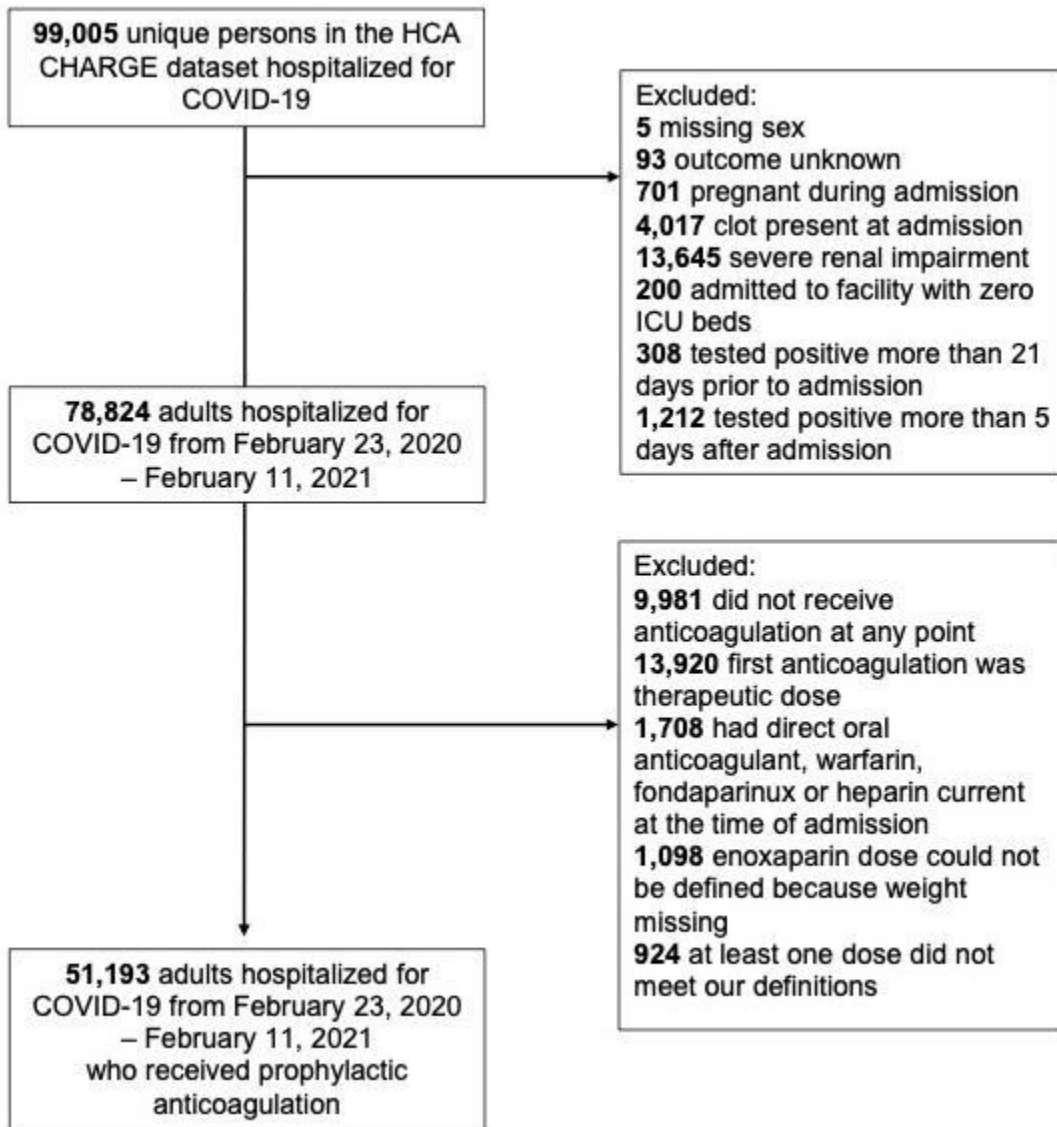 99,005 unique persons in the HCA
CHARGE dataset hospitalized for
COVID-19
Excluded:
5 missing sex
93 outcome unknown
701 pregnant during admission
4,017 clot present at admission
13,645 severe renal impairment
200 admitted to facility with zero
ICU beds
308 tested positive more than 21
days prior to admission
1,212 tested positive more than 5
days after admission
78,824 adults hospitalized for
COVID-19 from February 23, 2020
– February 11, 2021
Excluded:
9,981 did not receive
anticoagulation at any point
13,920 first anticoagulation was
therapeutic dose
1,708 had direct oral
anticoagulant, warfarin,
fondaparinux or heparin current
at the time of admission
1,098 enoxaparin dose could not
be defined because weight
missing
924 at least one dose did not
meet our definitions
51,193 adults hospitalized for
COVID-19 from February 23, 2020
– February 11, 2021
who received prophylactic
anticoagulation